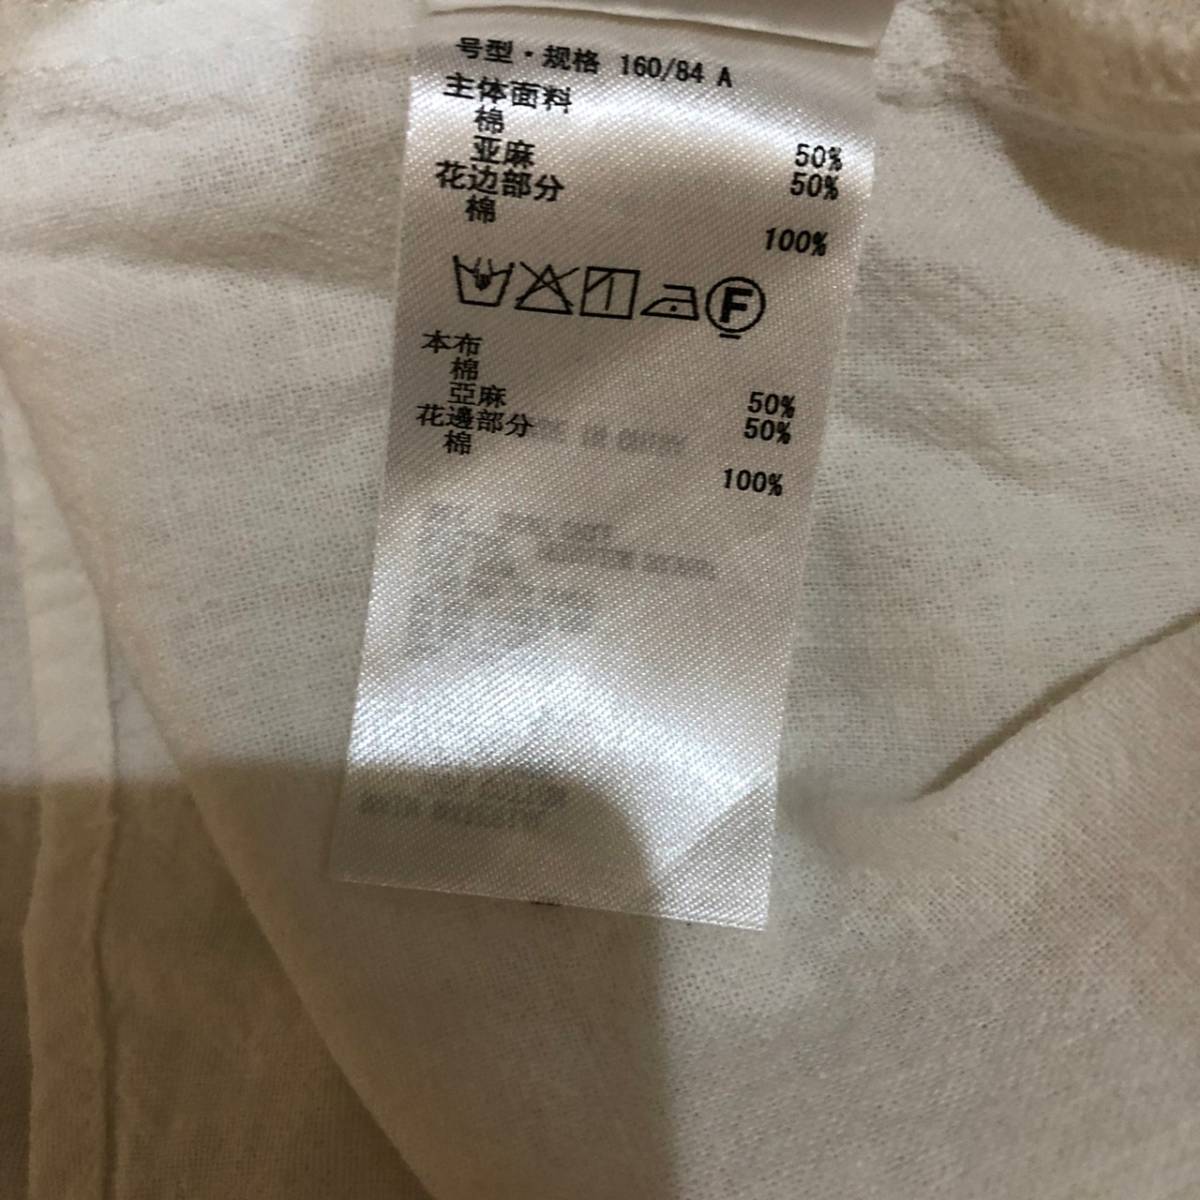 号型・规格 160/84 A
主体面料
棉 50%
亚麻 50%
花边部分
棉 100%
F
本布
棉 50%
亞麻 50%
花邊部分
棉 100%